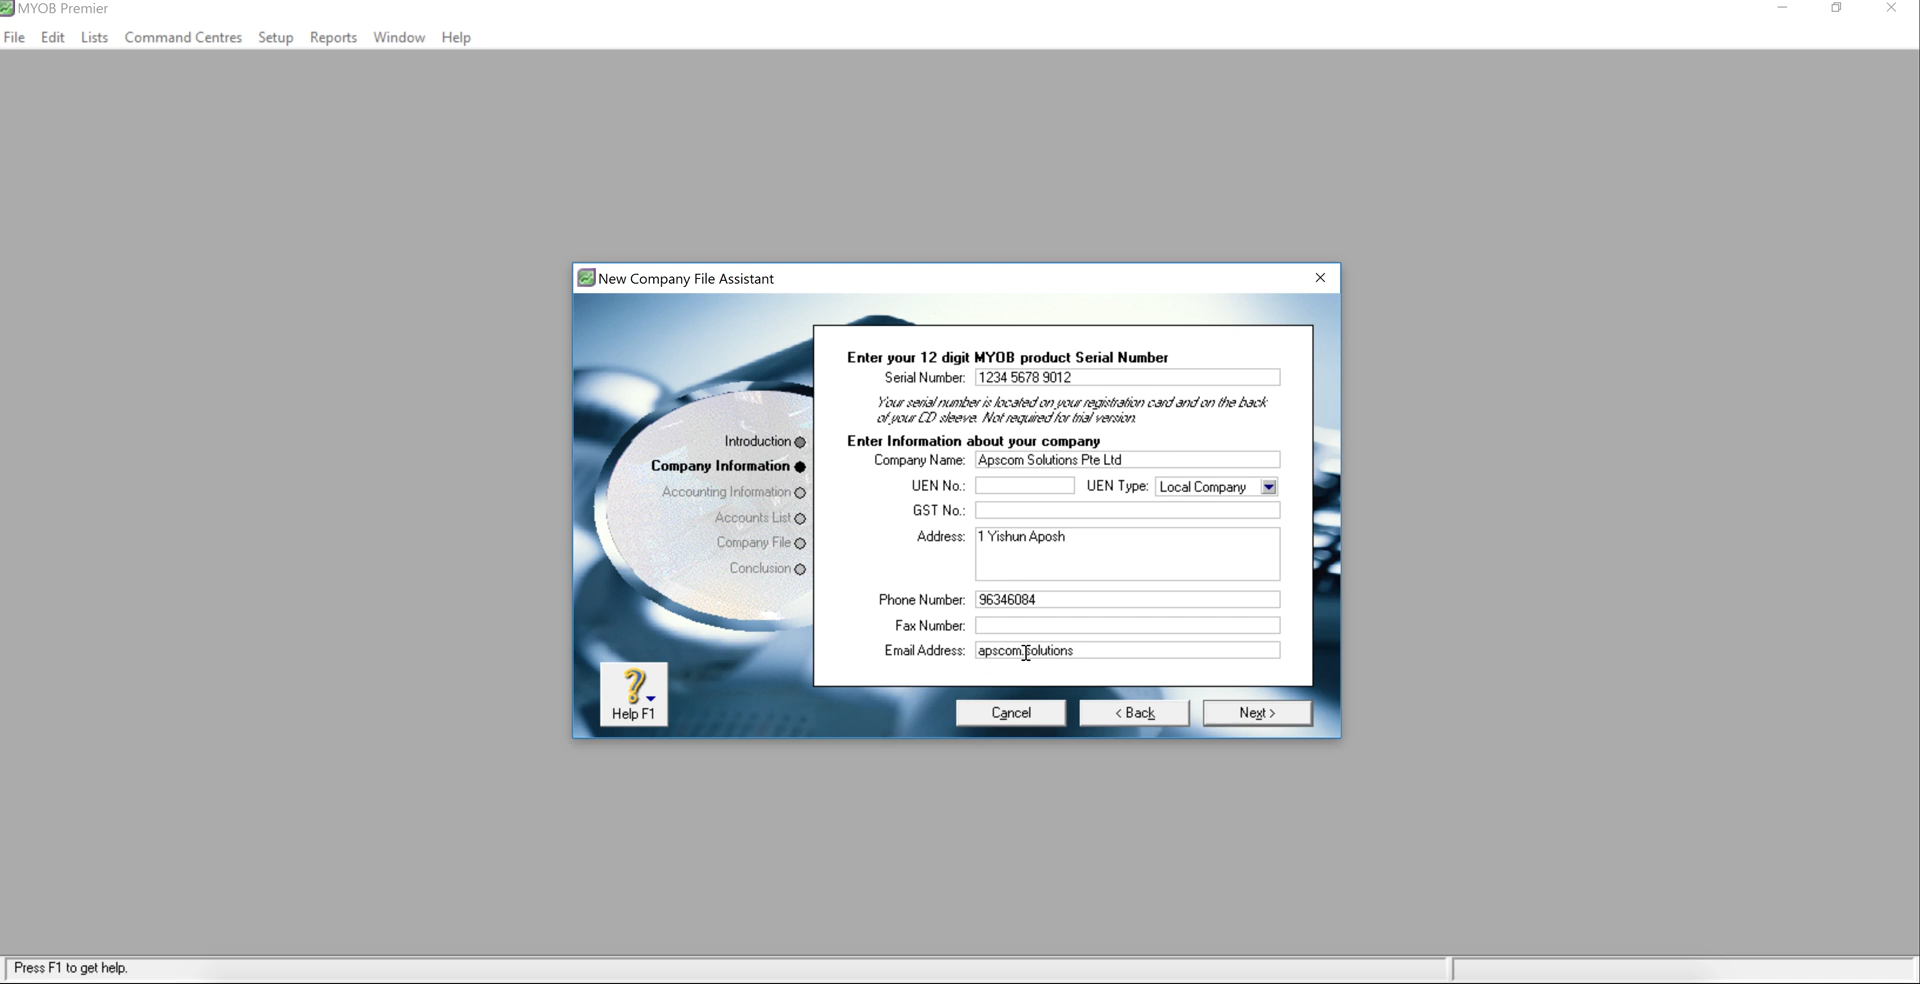 MYOB Premier
File Edit Lists Command Centres Setup Reports Window Help
New Company File Assistant
Introduction
Company Information
Accounting Information
Accounts List
Company File
Conclusion
Enter your 12 digit MYOB product Serial Number
Serial Number: 1234 5678 9012
Your serial number is located on your registration card and on the back
of your CD sleeve. Not required for trial version.
Enter Information about your company
Company Name: Apscom Solutions Pte Ltd
UEN No.: UEN Type: Local Company
GST No.:
Address: 1 Yishun Aposh
Phone Number: 96346084
Fax Number:
Email Address: apscom.solutions
Help F1
Cancel < Back Next >
Press F1 to get help.